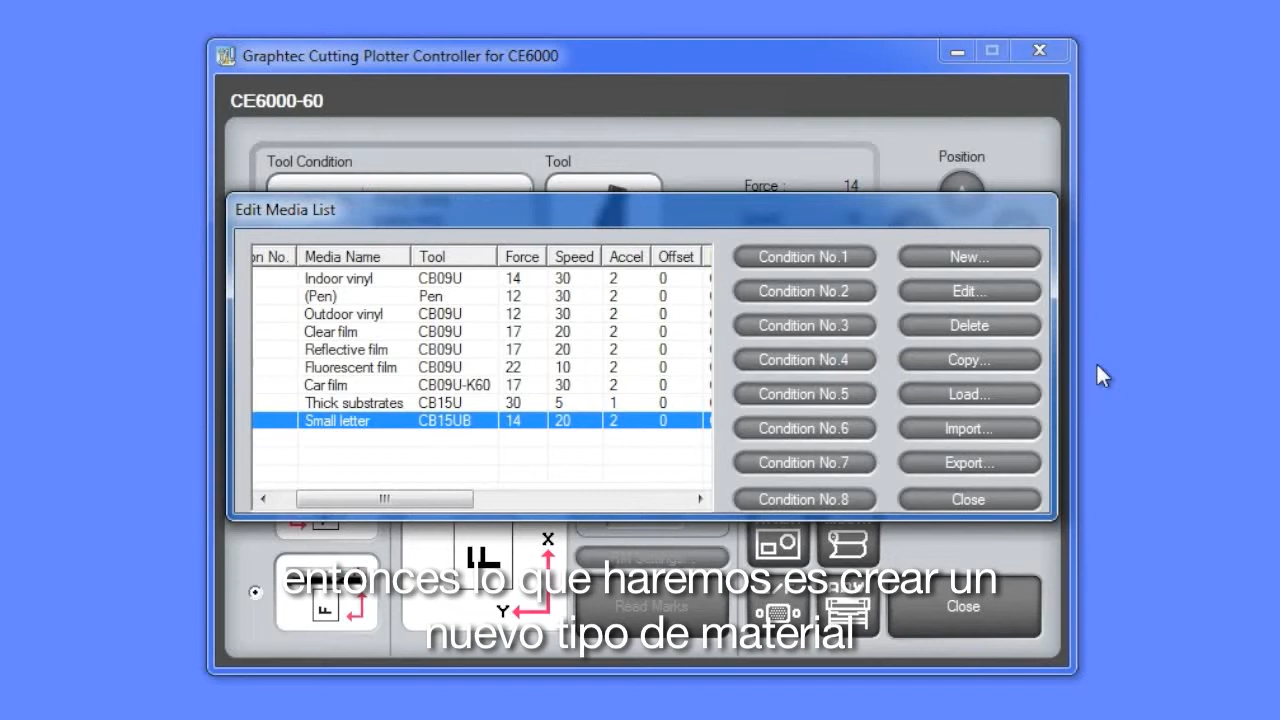 Graphtec Cutting Plotter Controller for CE6000
CE6000-60
Tool Condition Tool Position
Force : 14
Edit Media List
on No. Media Name Tool Force Speed Accel Offset
Indoor vinyl CB09U 14 30 2 0
(Pen) Pen 12 30 2 0
Outdoor vinyl CB09U 12 30 2 0
Clear film CB09U 17 20 2 0
Reflective film CB09U 17 20 2 0
Fluorescent film CB09U 22 10 2 0
Car film CB09U-K60 17 30 2 0
Thick substrates CB15U 30 5 1 0
Small letter CB15UB 14 20 2 0
Condition No.1 New...
Condition No.2 Edit...
Condition No.3 Delete
Condition No.4 Copy...
Condition No.5 Load...
Condition No.6 Import...
Condition No.7 Export...
Condition No.8 Close
X
F
Y
F
Read Marks
Close
entonces lo que haremos es crear un
nuevo tipo de material